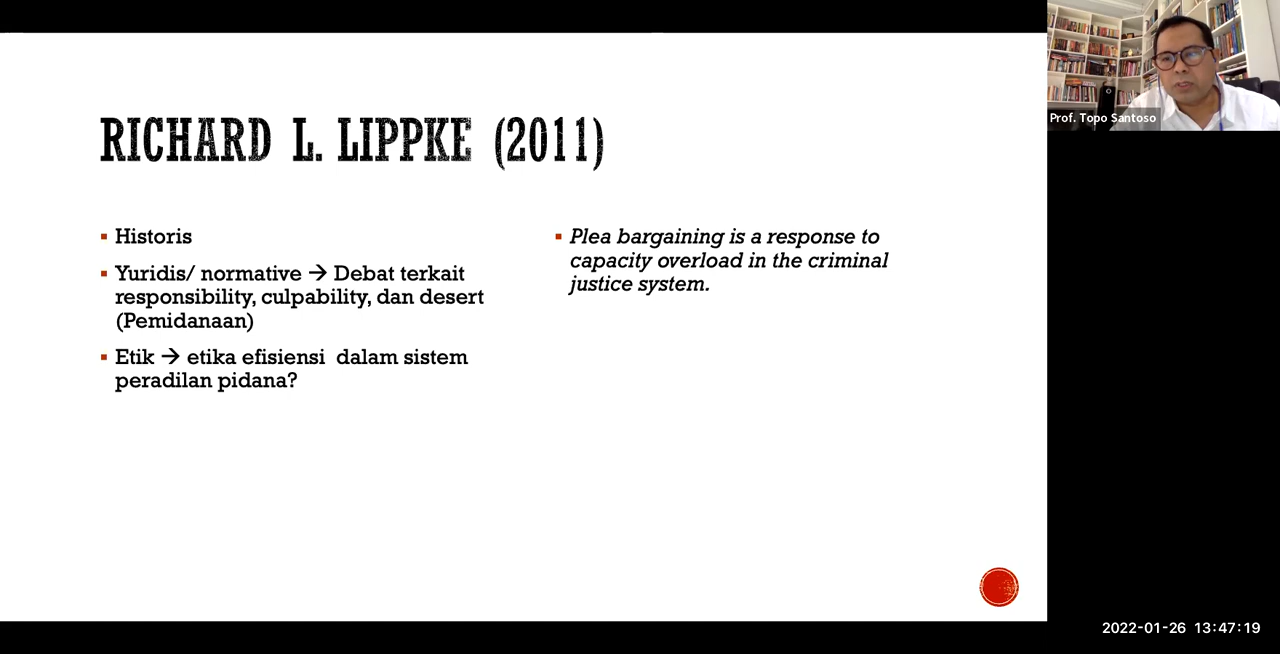 RICHARD L. LIPPKE (2011)
▪ Historis
▪ Yuridis/ normative → Debat terkait
responsibility, culpability, dan desert
(Pemidanaan)
▪ Etik → etika efisiensi dalam sistem
peradilan pidana?
▪ Plea bargaining is a response to
capacity overload in the criminal
justice system.
Prof. Topo Santoso
2022-01-26 13:47:19